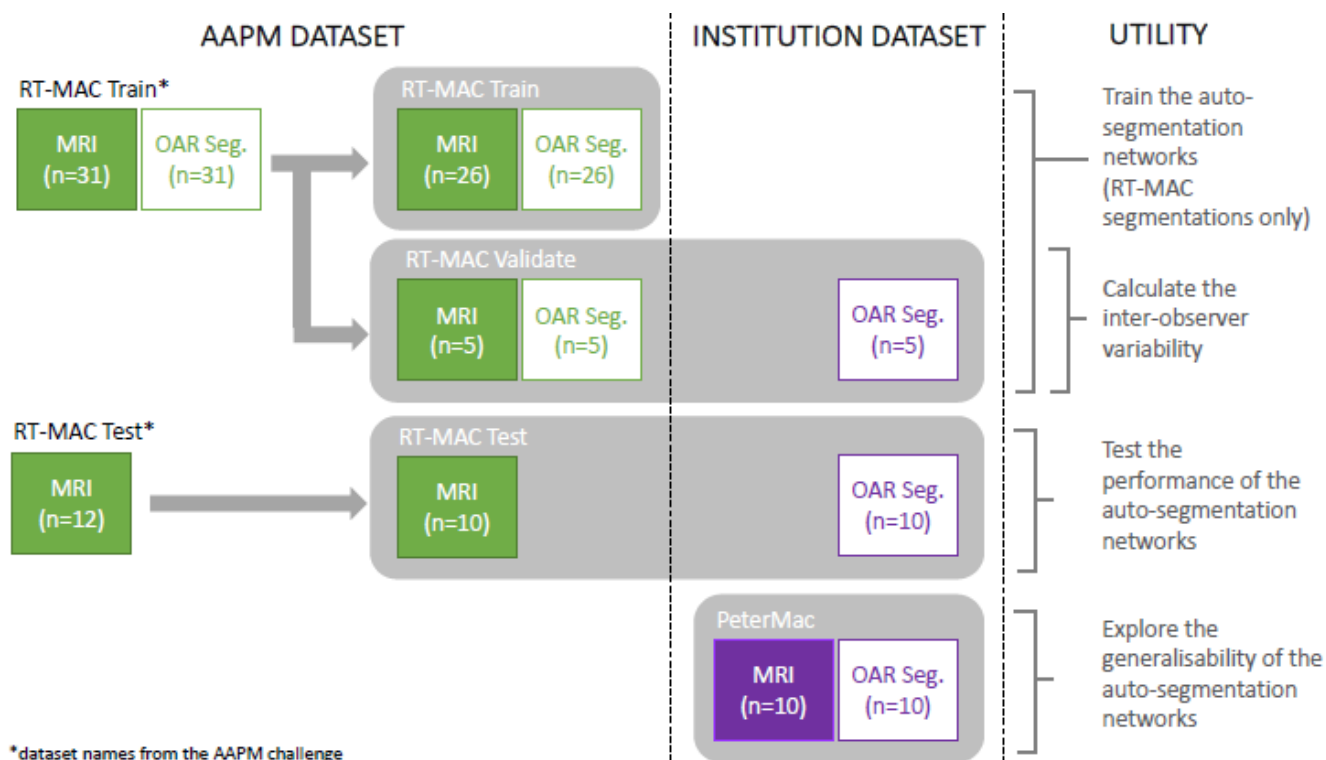 AAPM DATASET
INSTITUTION DATASET
UTILITY
RT-MAC Train*
MRI
(n=31)
OAR Seg.
(n=31)
RT-MAC Train
MRI
(n=26)
OAR Seg.
(n=26)
Train the auto-
segmentation
networks
(RT-MAC
segmentations only)
RT-MAC Validate
MRI
(n=5)
OAR Seg.
(n=5)
OAR Seg.
(n=5)
Calculate the
inter-observer
variability
RT-MAC Test*
MRI
(n=12)
RT-MAC Test
MRI
(n=10)
OAR Seg.
(n=10)
Test the
performance of the
auto-segmentation
networks
PeterMac
MRI
(n=10)
OAR Seg.
(n=10)
Explore the
generalisability of the
auto-segmentation
networks
*dataset names from the AAPM challenge